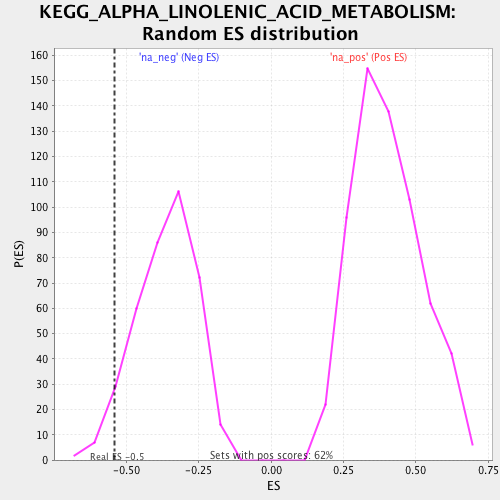 KEGG_ALPHA_LINOLENIC_ACID_METABOLISM:
Random ES distribution
'na_neg' (Neg ES)
'na_pos' (Pos ES)
160
150
140
130
120
110
100
90
80
70
60
50
40
30
20
10
0
P(ES)
Real ES -0.5
Sets with pos scores: 62%
-0.50
-0.25
0.00
0.25
0.50
0.75
ES